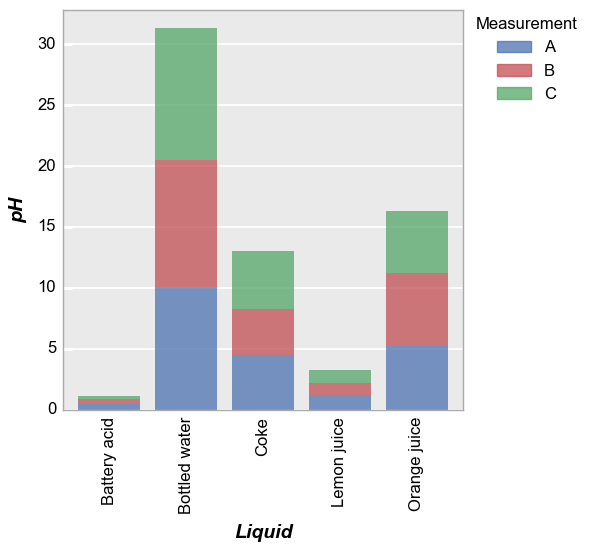 Measurement
A
B
C
30
25
20
15
10
5
0
pH
Battery acid
Bottled water
Coke
Lemon juice
Orange juice
Liquid